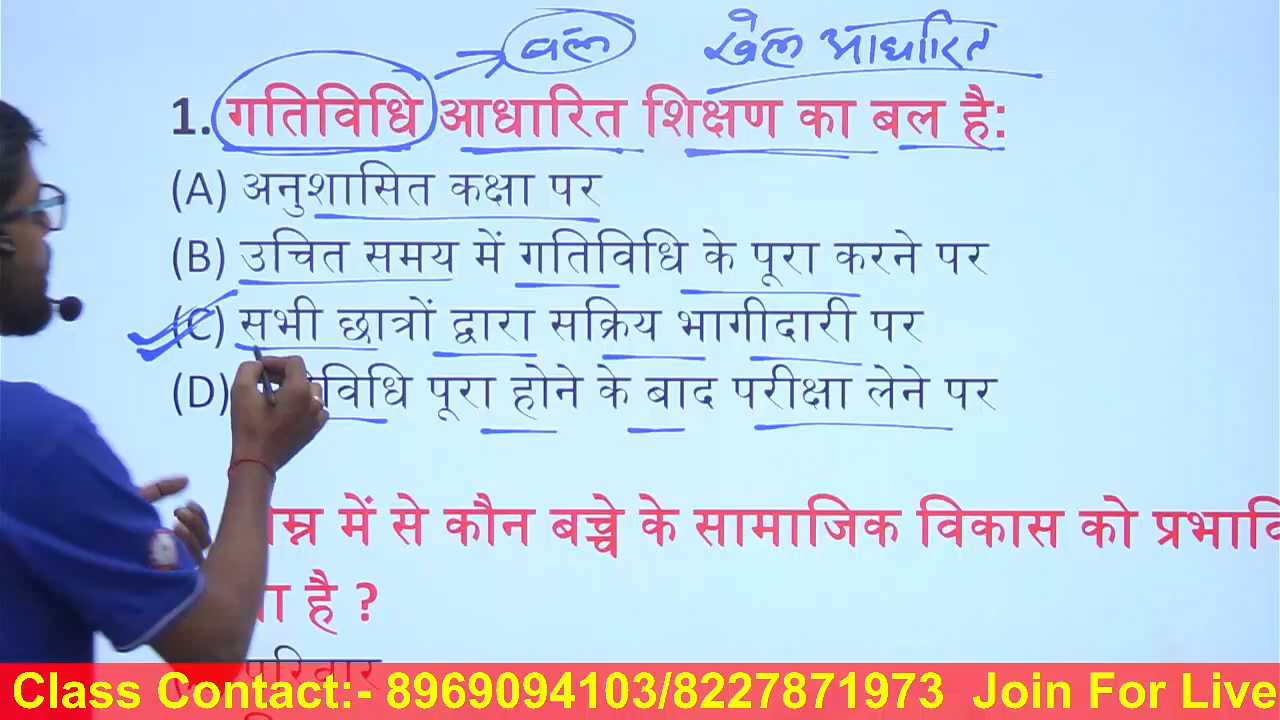 बल खेल आधारित
1. गतिविधि आधारित शिक्षण का बल है:
(A) अनुशासित कक्षा पर
(B) उचित समय में गतिविधि के पूरा करने पर
(C) सभी छात्रों द्वारा सक्रिय भागीदारी पर
(D) पूरा होने के बाद परीक्षा लेने पर
में से कौन बच्चे के सामाजिक विकास को
है ?
परिवार
Class Contact:- 8969094103/8227871973 Join For Live